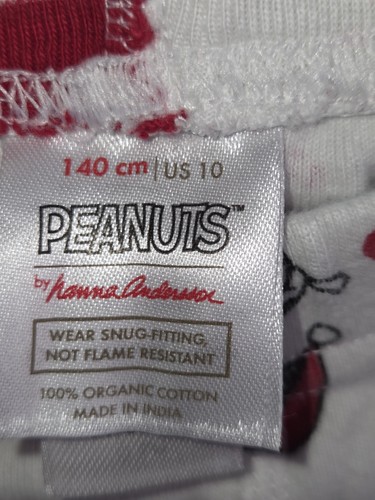 140 cm | US 10
PEANUTS™
by hanna andersson
WEAR SNUG-FITTING,
NOT FLAME RESISTANT
100% ORGANIC COTTON
MADE IN INDIA